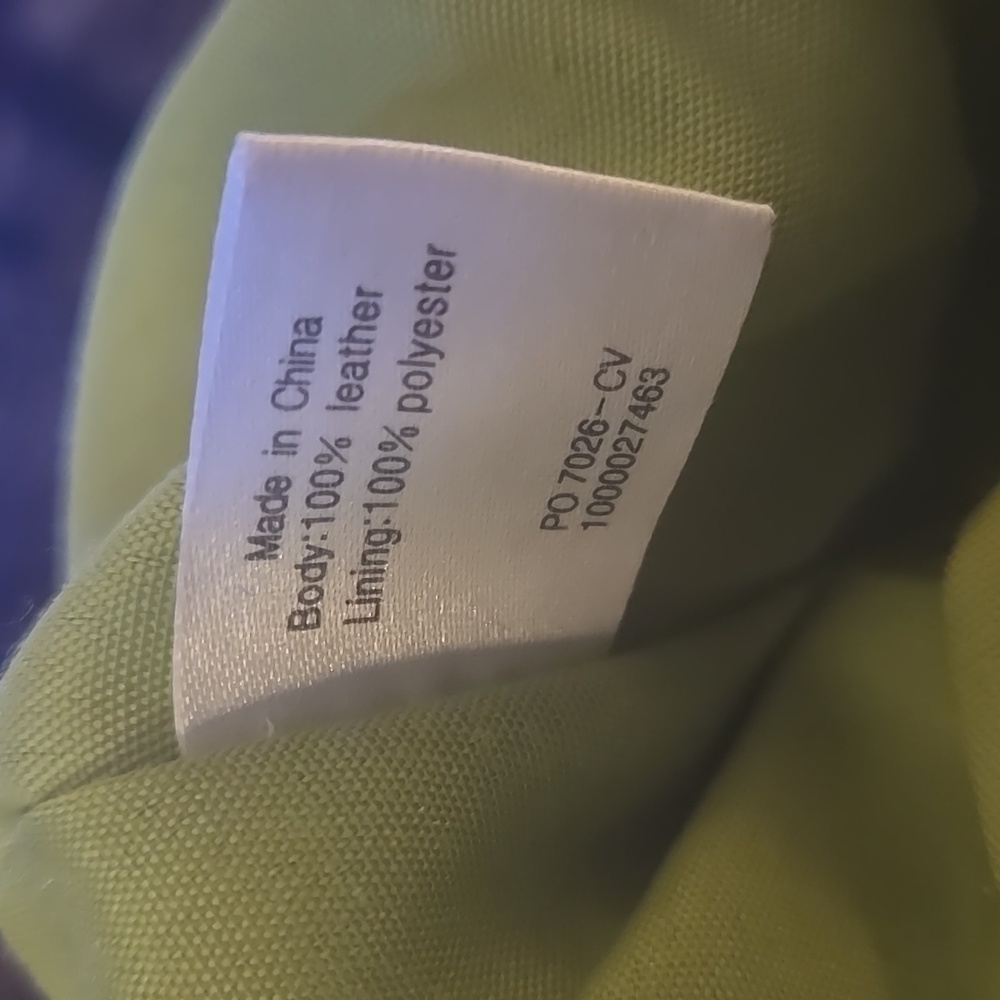 Made in China
Body:100% leather
Lining:100% polyester
PO 7026-CV
1000027463